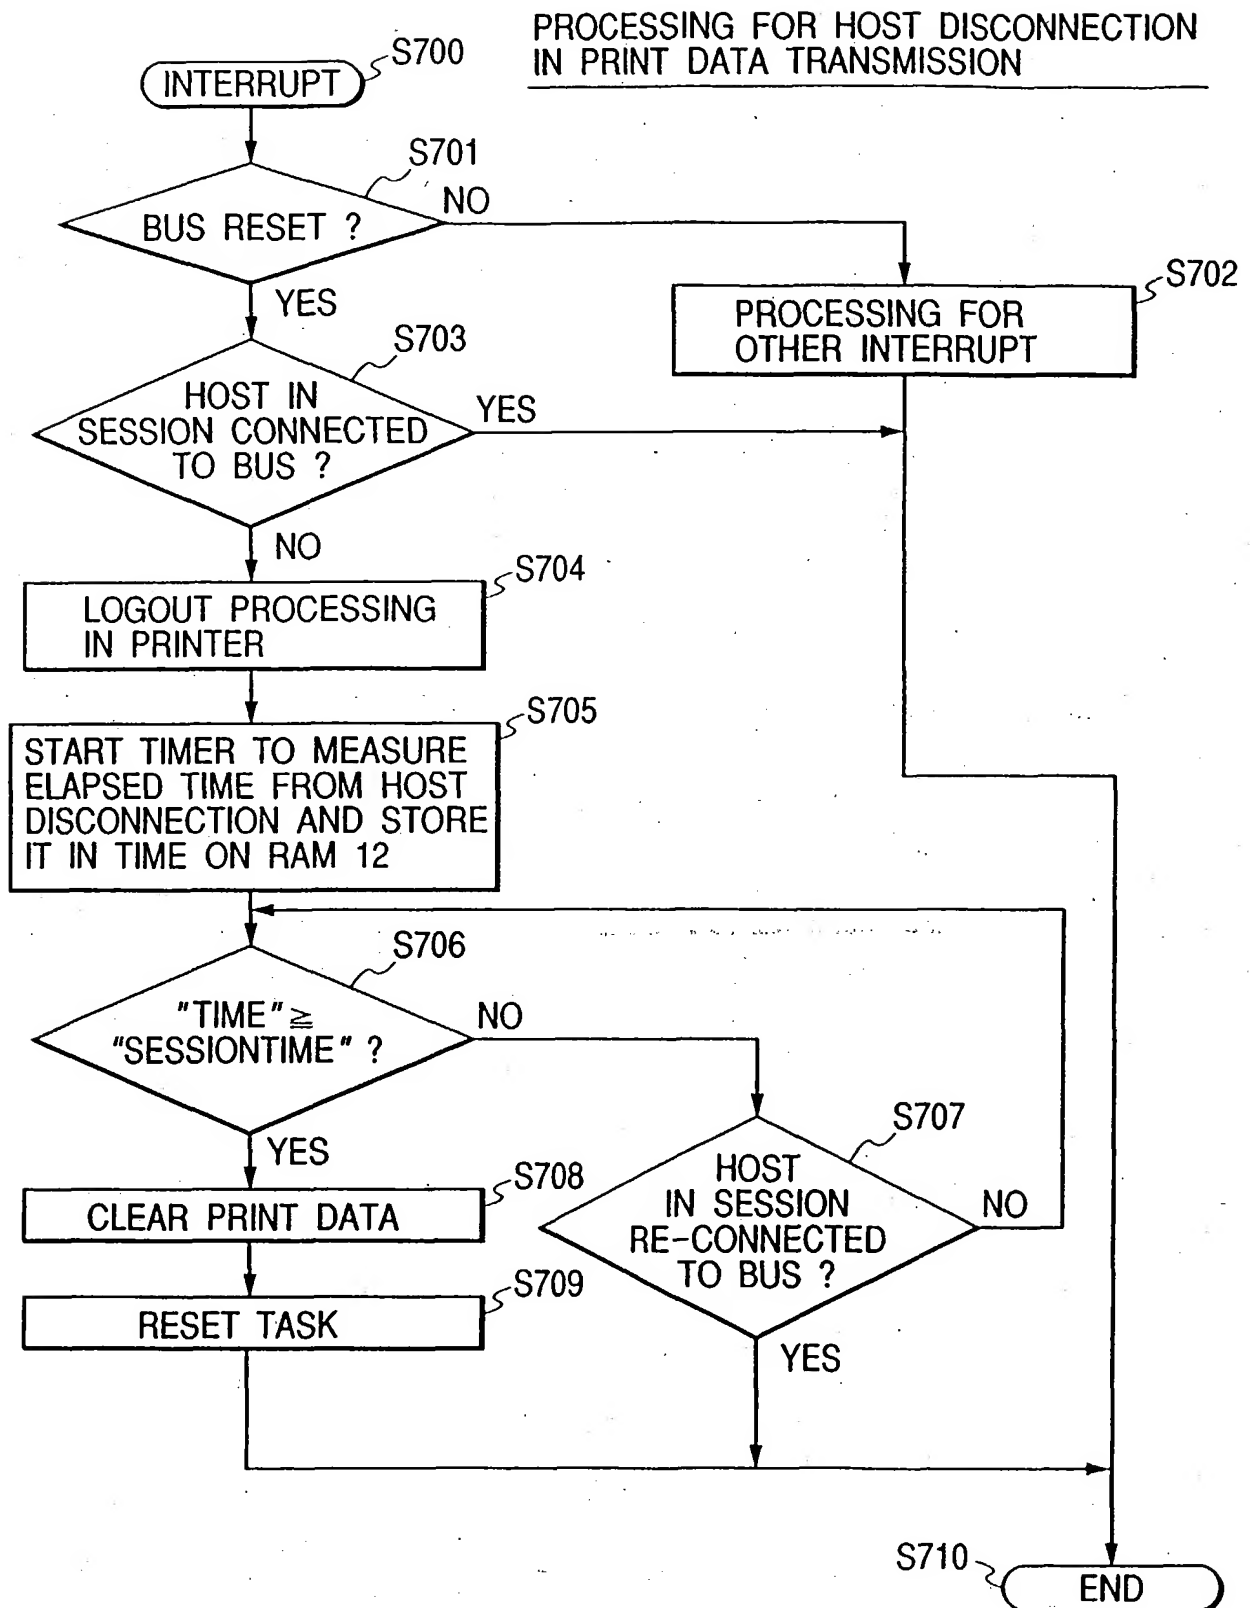 PROCESSING FOR HOST DISCONNECTION
IN PRINT DATA TRANSMISSION
S700
INTERRUPT
S701
BUS RESET ?
NO
YES
S702
PROCESSING FOR
OTHER INTERRUPT
S703
HOST IN
SESSION CONNECTED
TO BUS ?
YES
NO
S704
LOGOUT PROCESSING
IN PRINTER
S705
START TIMER TO MEASURE
ELAPSED TIME FROM HOST
DISCONNECTION AND STORE
IT IN TIME ON RAM 12
S706
"TIME"≧
"SESSIONTIME" ?
NO
YES
S707
HOST
IN SESSION
RE-CONNECTED
TO BUS ?
NO
YES
S708
CLEAR PRINT DATA
S709
RESET TASK
S710
END